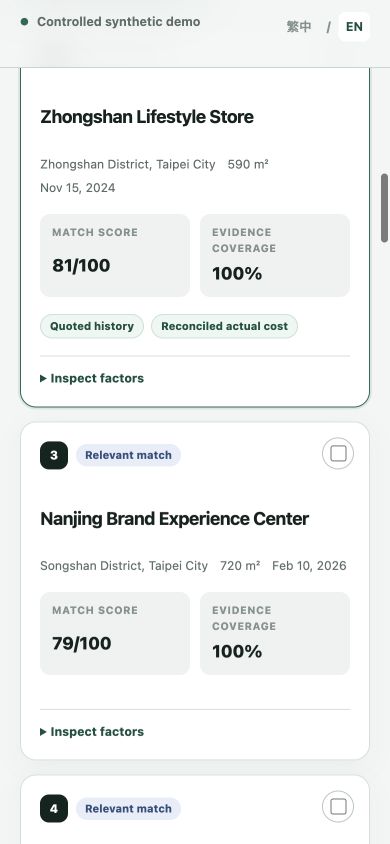 Controlled synthetic demo
繁中 / EN
Zhongshan Lifestyle Store
Zhongshan District, Taipei City 590 m²
Nov 15, 2024
MATCH SCORE
81/100
EVIDENCE
COVERAGE
100%
Quoted history
Reconciled actual cost
Inspect factors
3
Relevant match
Nanjing Brand Experience Center
Songshan District, Taipei City 720 m² Feb 10, 2026
MATCH SCORE
79/100
EVIDENCE
COVERAGE
100%
Inspect factors
4
Relevant match